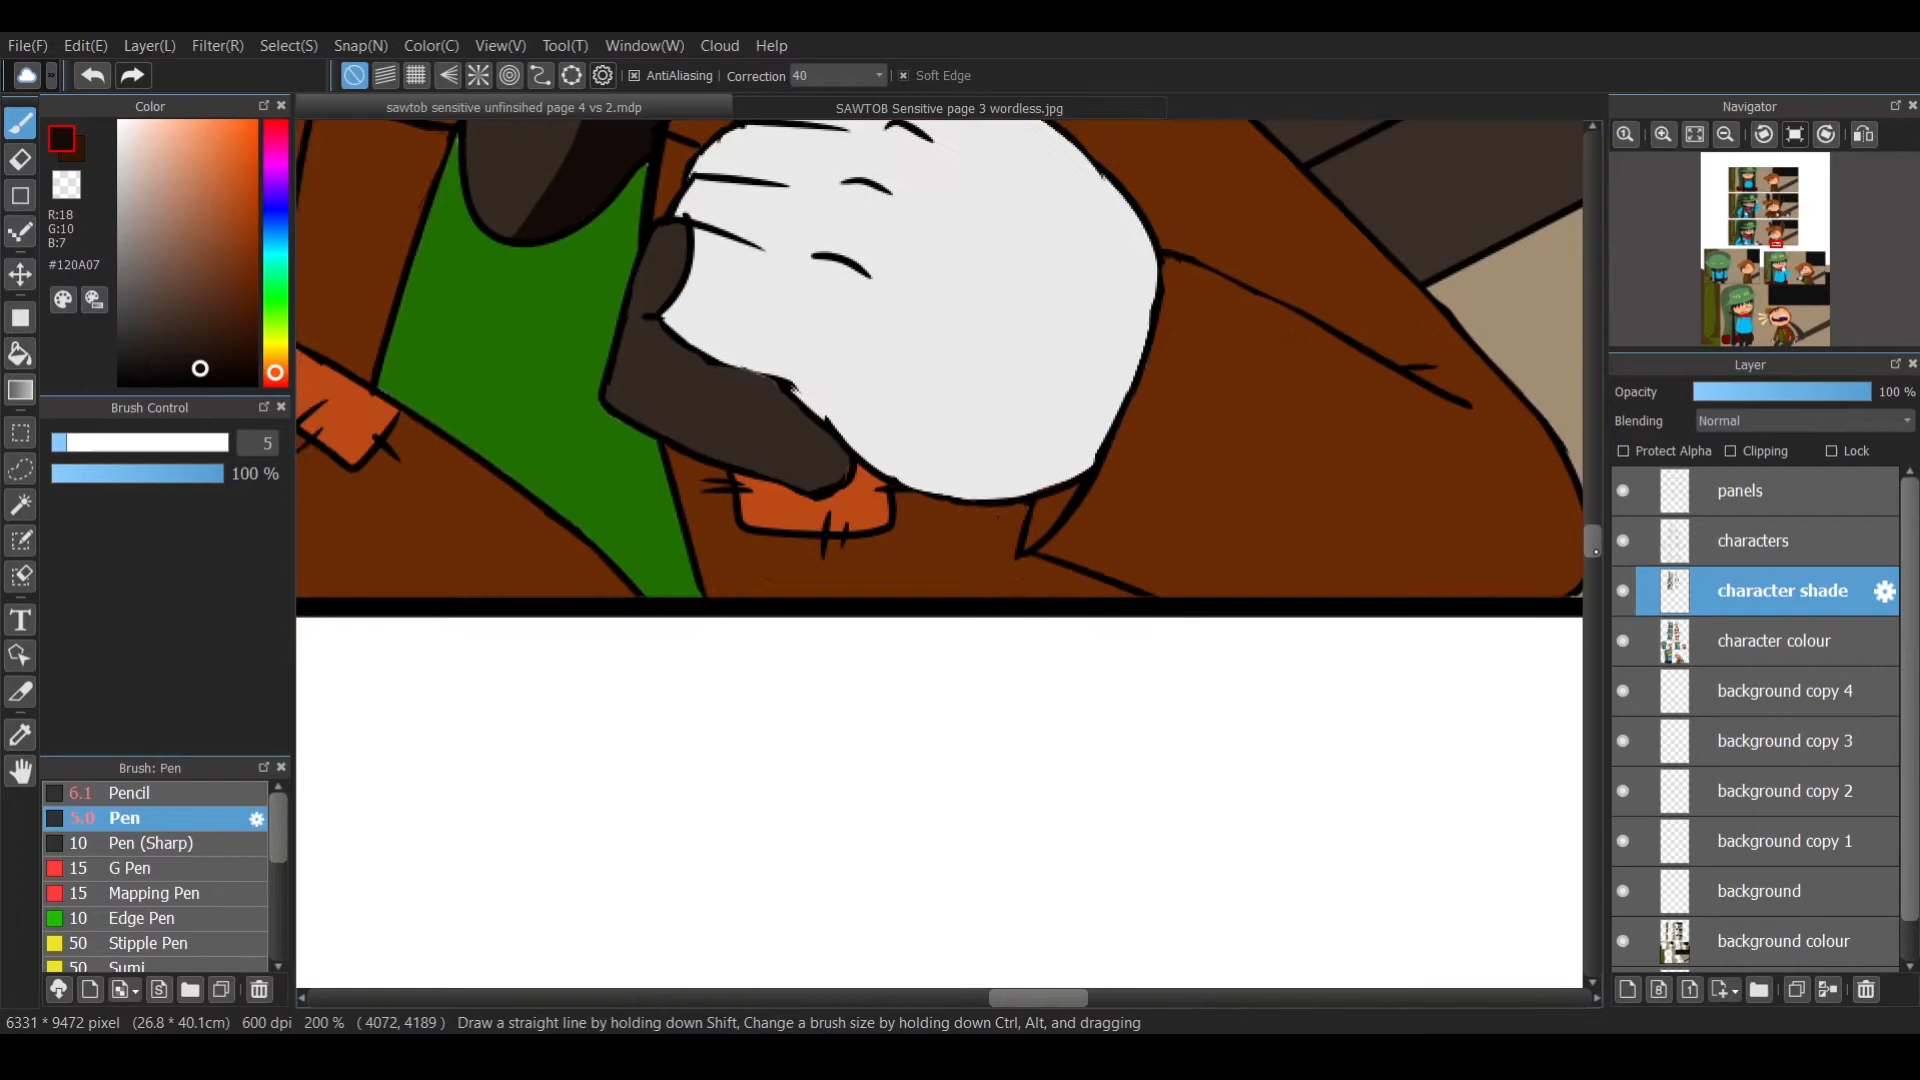 File(F) Edit(E) Layer(L) Filter(R) Select(S) Snap(N) Color(C) View(V) Tool(T) Window(W) Cloud Help
AntiAliasing Correction 40 Soft Edge
Color
sawtob sensitive unfinsihed page 4 vs 2.mdp
SAWTOB Sensitive page 3 wordless.jpg
Navigator
R:18
G:10
B:7
#120A07
Brush Control
5
100 %
Layer
Opacity 100 %
Blending Normal
Protect Alpha Clipping Lock
panels
characters
character shade
character colour
background copy 4
background copy 3
background copy 2
background copy 1
background
background colour
Brush: Pen
6.1 Pencil
5.0 Pen
10 Pen (Sharp)
15 G Pen
15 Mapping Pen
10 Edge Pen
50 Stipple Pen
50 Sumi
6331 * 9472 pixel (26.8 * 40.1cm) 600 dpi 200 % ( 4072, 4189 ) Draw a straight line by holding down Shift, Change a brush size by holding down Ctrl, Alt, and dragging